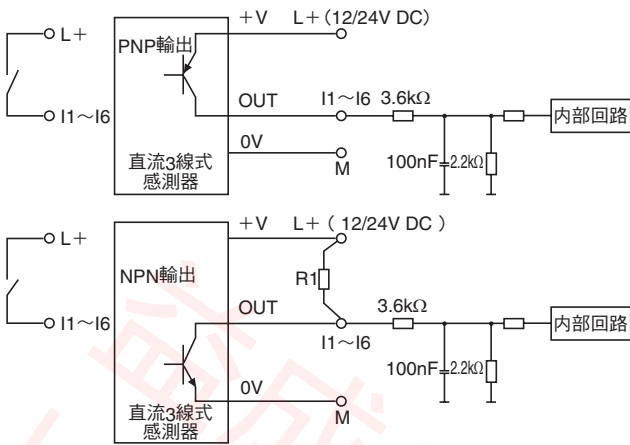 +V L+(12/24V DC)
L+
PNP輸出
OUT I1～I6 3.6kΩ
I1～I6
内部回路
0V
100nF 2.2kΩ
M
直流3線式
感測器
+V L+ ( 12/24V DC )
L+
NPN輸出
R1
OUT 3.6kΩ
I1～I6
内部回路
I1～I6
100nF 2.2kΩ
0V
M
直流3線式
感測器